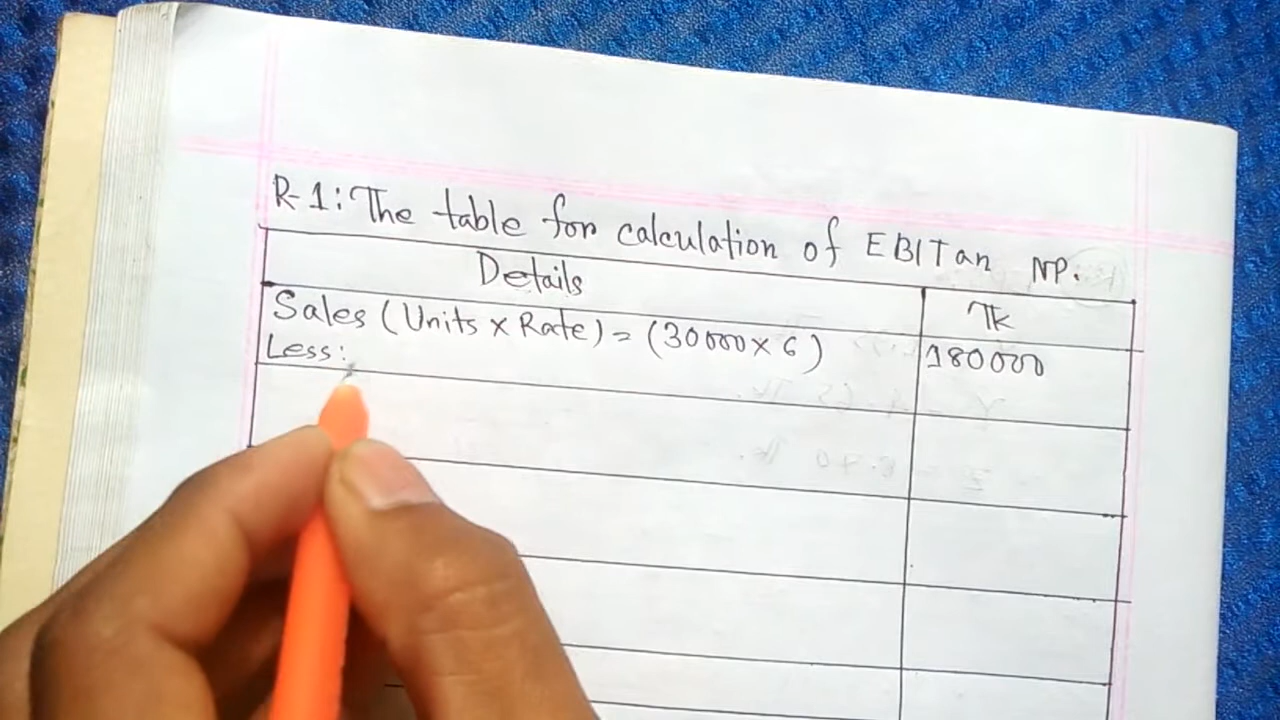 R-1: The table for calculation of EBIT an NP.
Details Tk
Sales (Units × Rate) = (30000 × 6) 180000
Less: